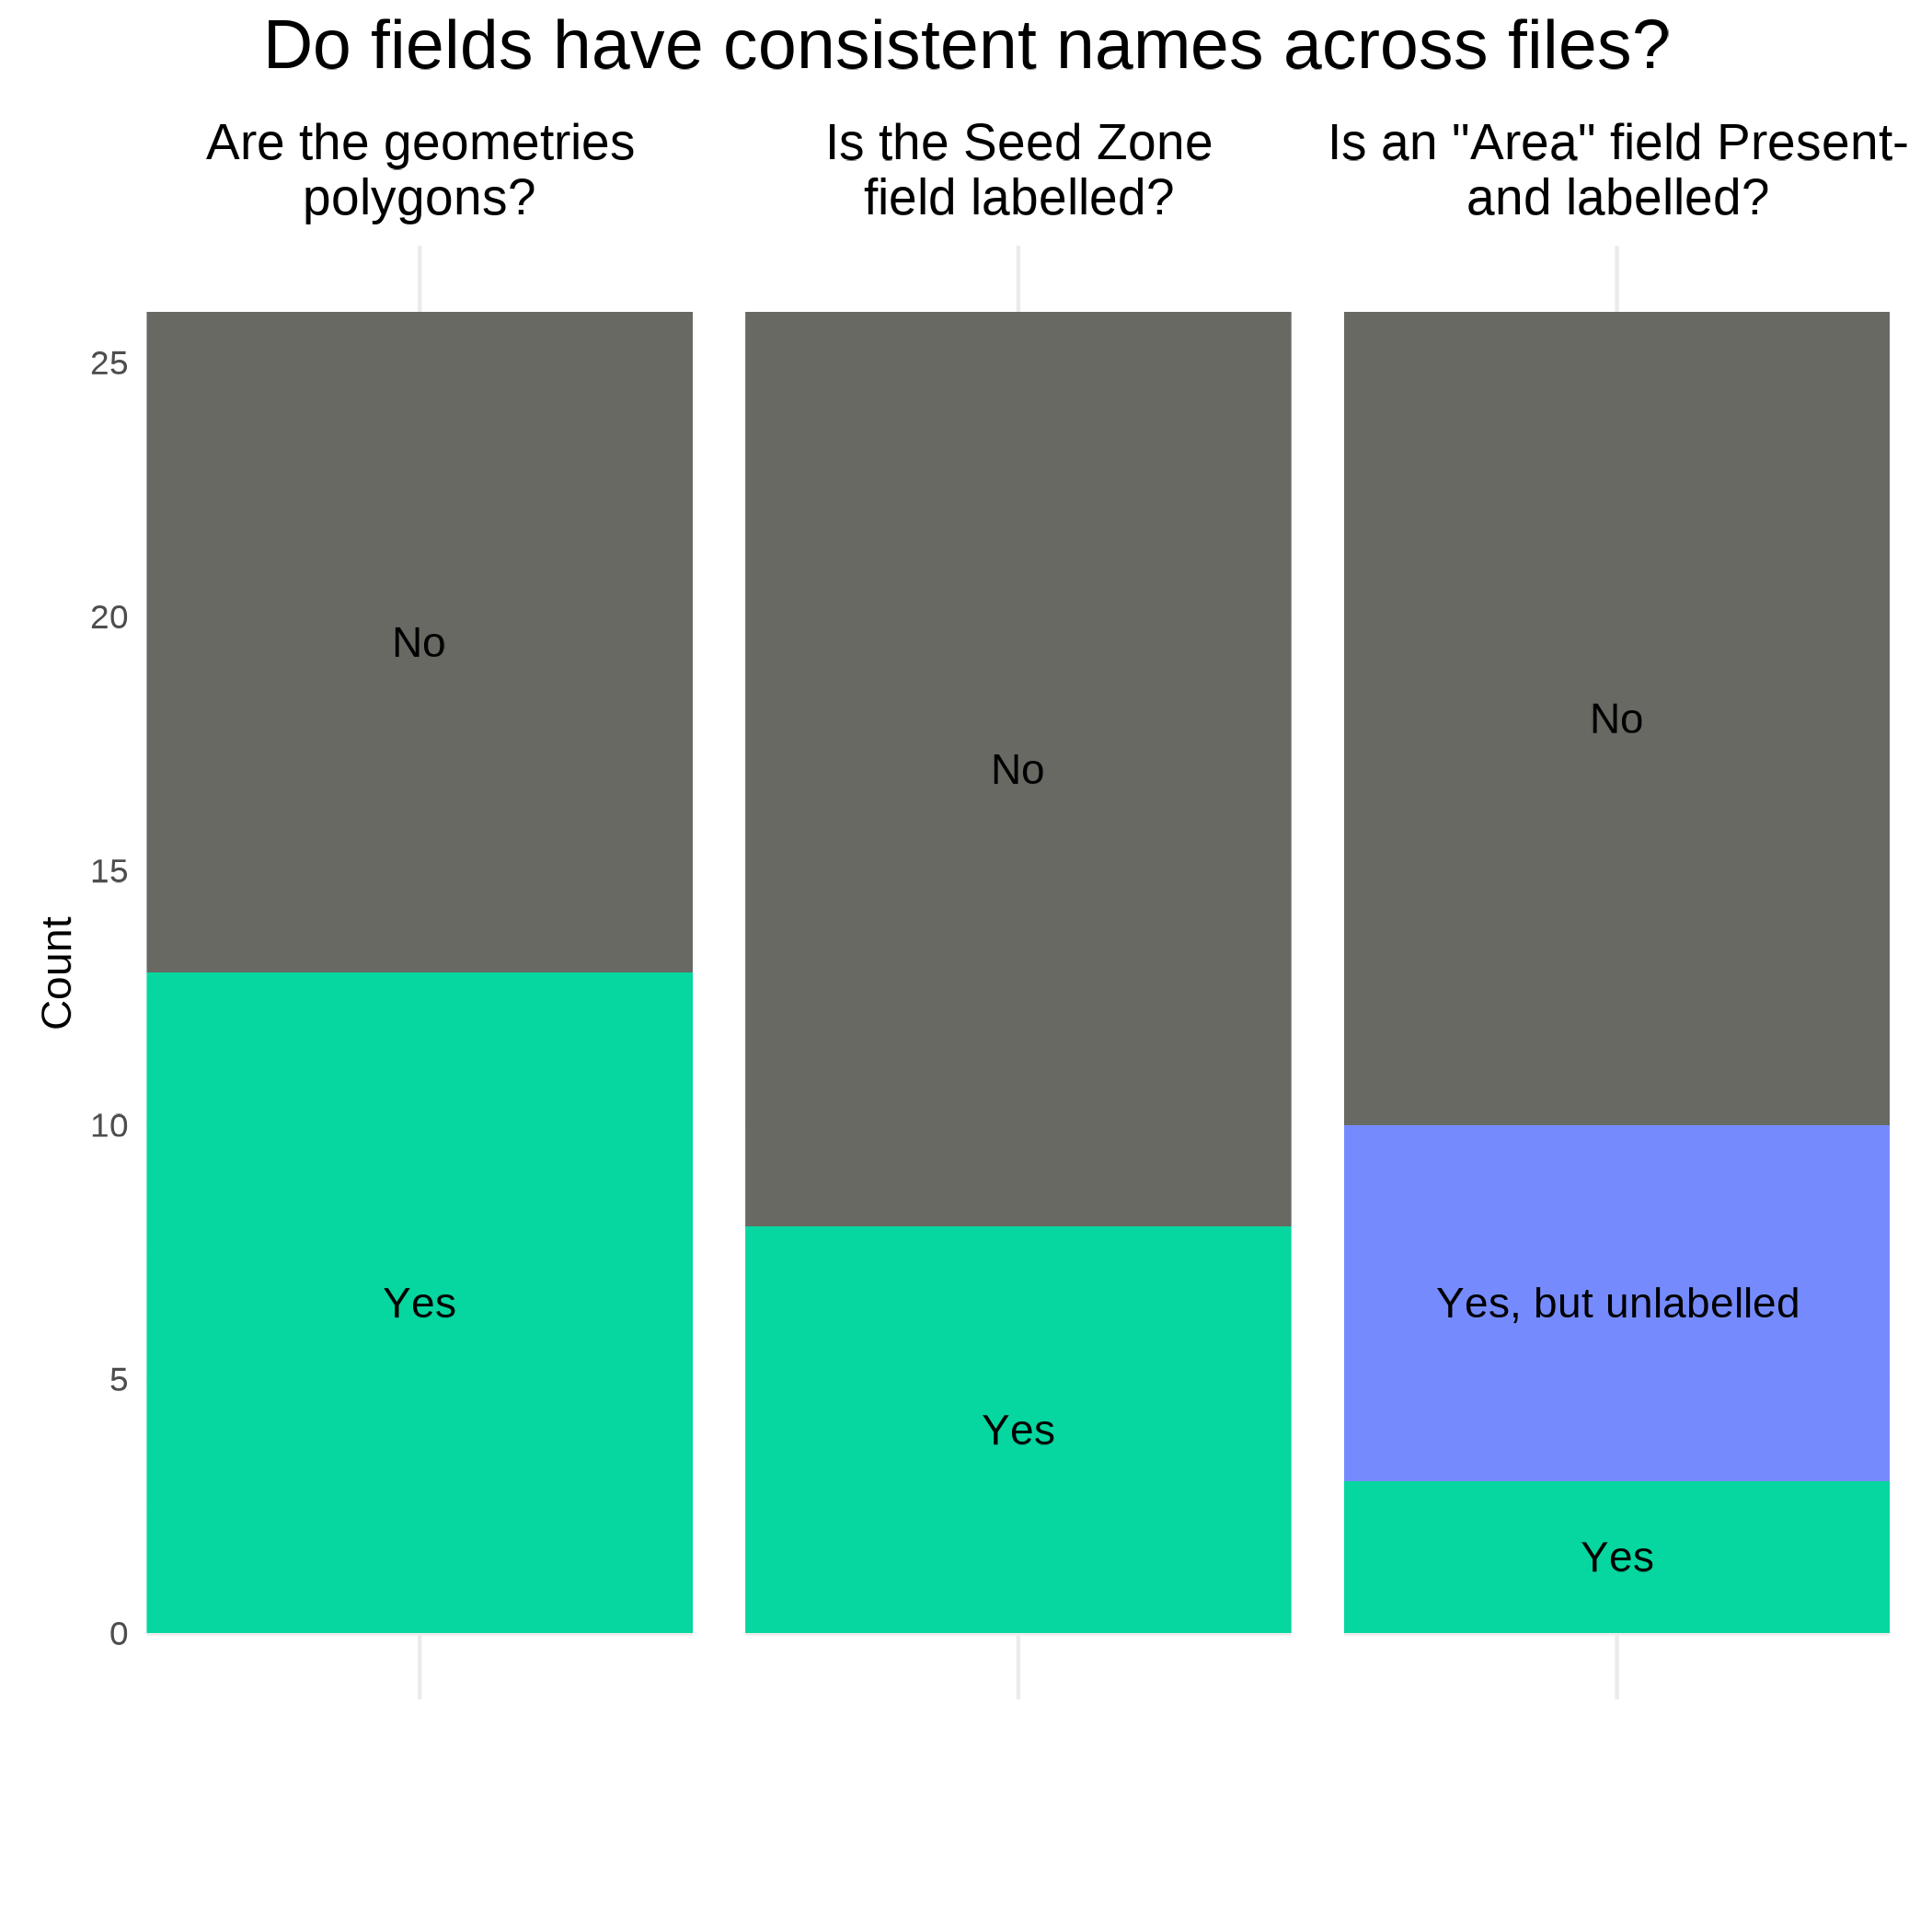 Do fields have consistent names across files?
Are the geometries
polygons?
Is the Seed Zone
field labelled?
Is an "Area" field Present-
and labelled?
25
20
15
10
5
0
Count
No
Yes
No
Yes
No
Yes, but unlabelled
Yes